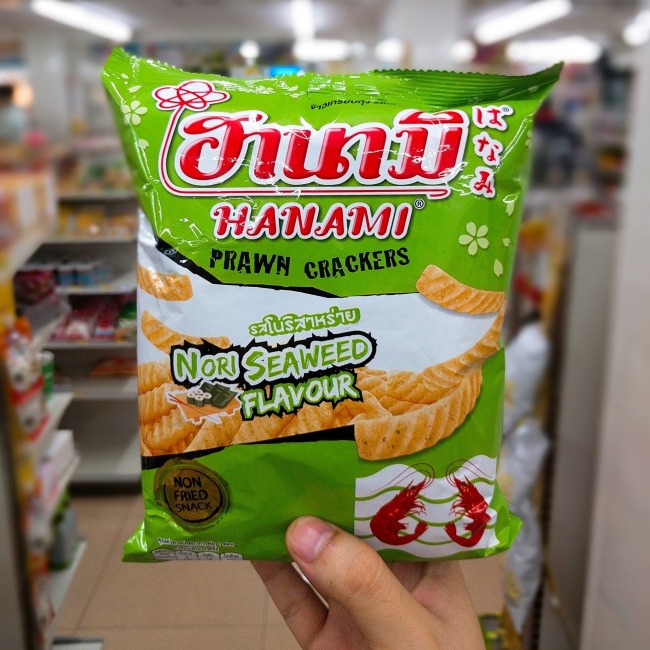 ฮานามิ
はなみ
HANAMI®
PRAWN CRACKERS
รสโนริสาหร่าย
NORI SEAWEED
FLAVOUR
NON
FRIED
SNACK